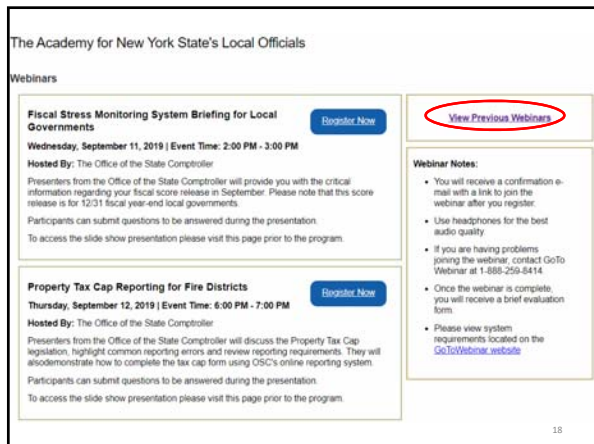 The Academy for New York State's Local Officials
Webinars
Fiscal Stress Monitoring System Briefing for Local
Governments
Register Now
Wednesday, September 11, 2019 | Event Time: 2:00 PM - 3:00 PM
Hosted By: The Office of the State Comptroller
Presenters from the Office of the State Comptroller will provide you with the critical
information regarding your fiscal score release in September. Please note that this score
release is for 12/31 fiscal year-end local governments.
Participants can submit questions to be answered during the presentation.
To access the slide show presentation please visit this page prior to the program.
Property Tax Cap Reporting for Fire Districts
Register Now
Thursday, September 12, 2019 | Event Time: 6:00 PM - 7:00 PM
Hosted By: The Office of the State Comptroller
Presenters from the Office of the State Comptroller will discuss the Property Tax Cap
legislation, highlight common reporting errors and review reporting requirements. They will
alsodemonstrate how to complete the tax cap form using OSC's online reporting system.
Participants can submit questions to be answered during the presentation.
To access the slide show presentation please visit this page prior to the program.
View Previous Webinars
Webinar Notes:
• You will receive a confirmation e-
mail with a link to join the
webinar after you register.
• Use headphones for the best
audio quality.
• If you are having problems
joining the webinar, contact GoTo
Webinar at 1-888-259-8414.
• Once the webinar is complete,
you will receive a brief evaluation
form.
• Please view system
requirements located on the
GoToWebinar website
18